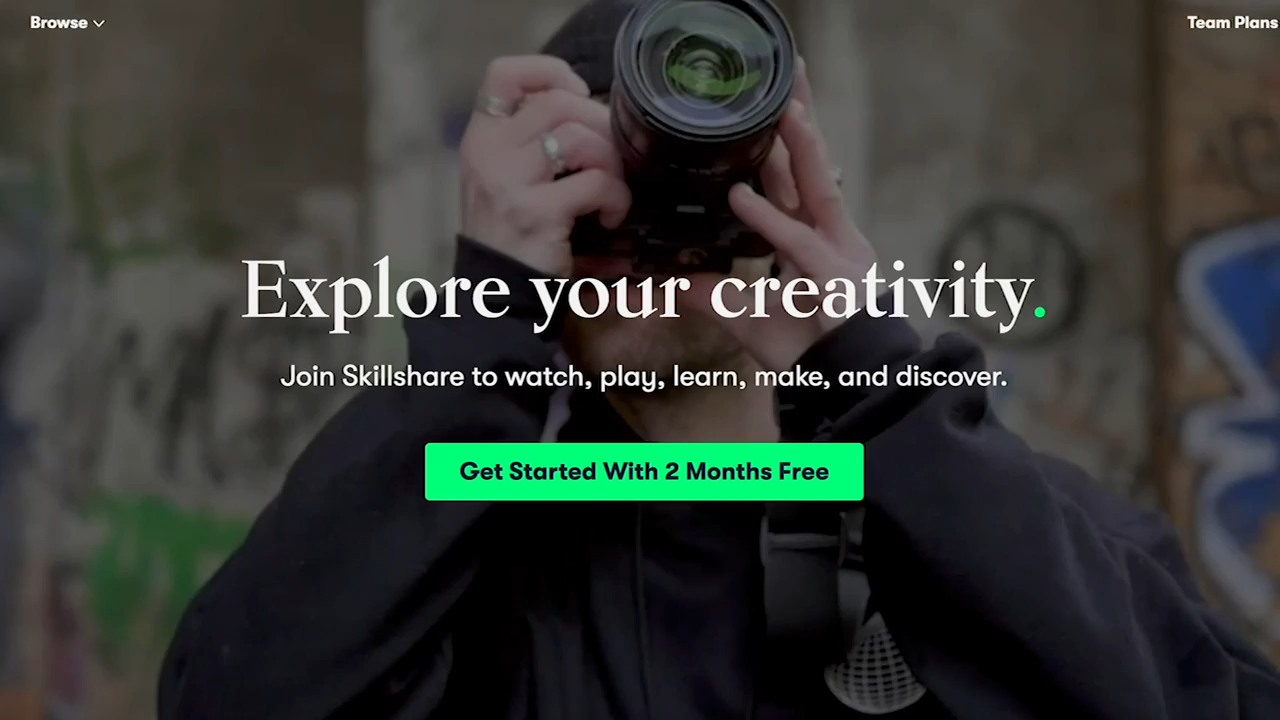 Browse
Team Plans
Explore your creativity.
Join Skillshare to watch, play, learn, make, and discover.
Get Started With 2 Months Free